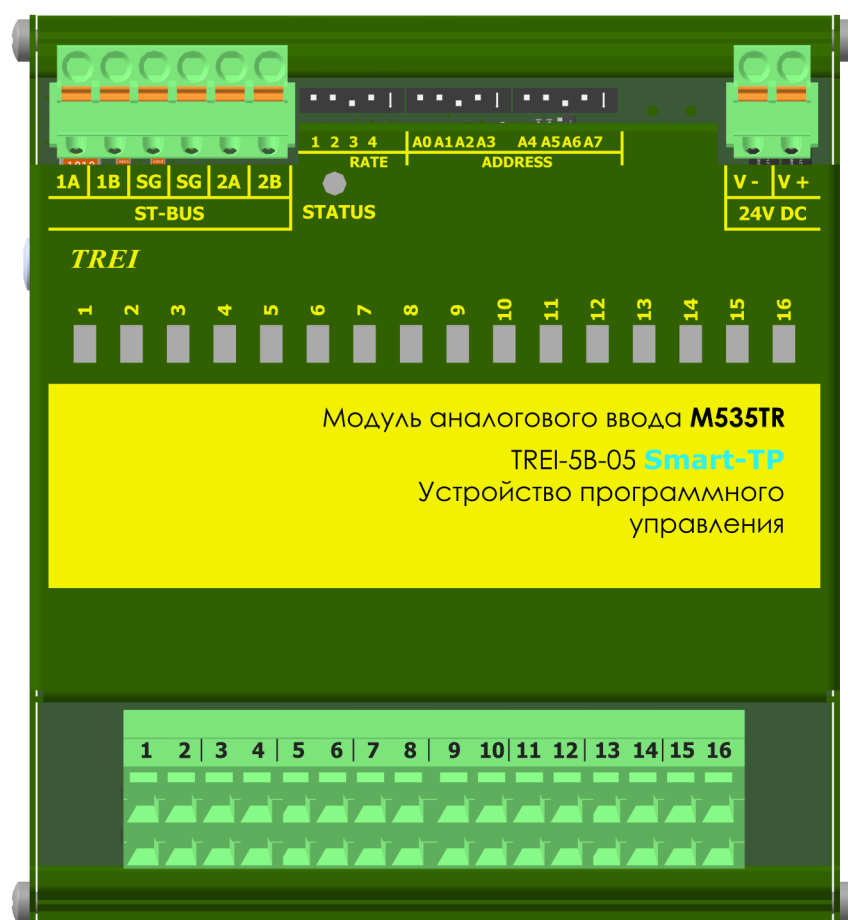 1 2 3 4 A0 A1 A2 A3 A4 A5 A6 A7
RATE ADDRESS
1A 1B SG SG 2A 2B
ST-BUS
STATUS
V - V +
24V DC
TREI
1 2 3 4 5 6 7 8 9 10 11 12 13 14 15 16
Модуль аналогового ввода M535TR
TREI-5B-05 Smart-TP
Устройство программного
управления
1 2 3 4 5 6 7 8 9 10 11 12 13 14 15 16